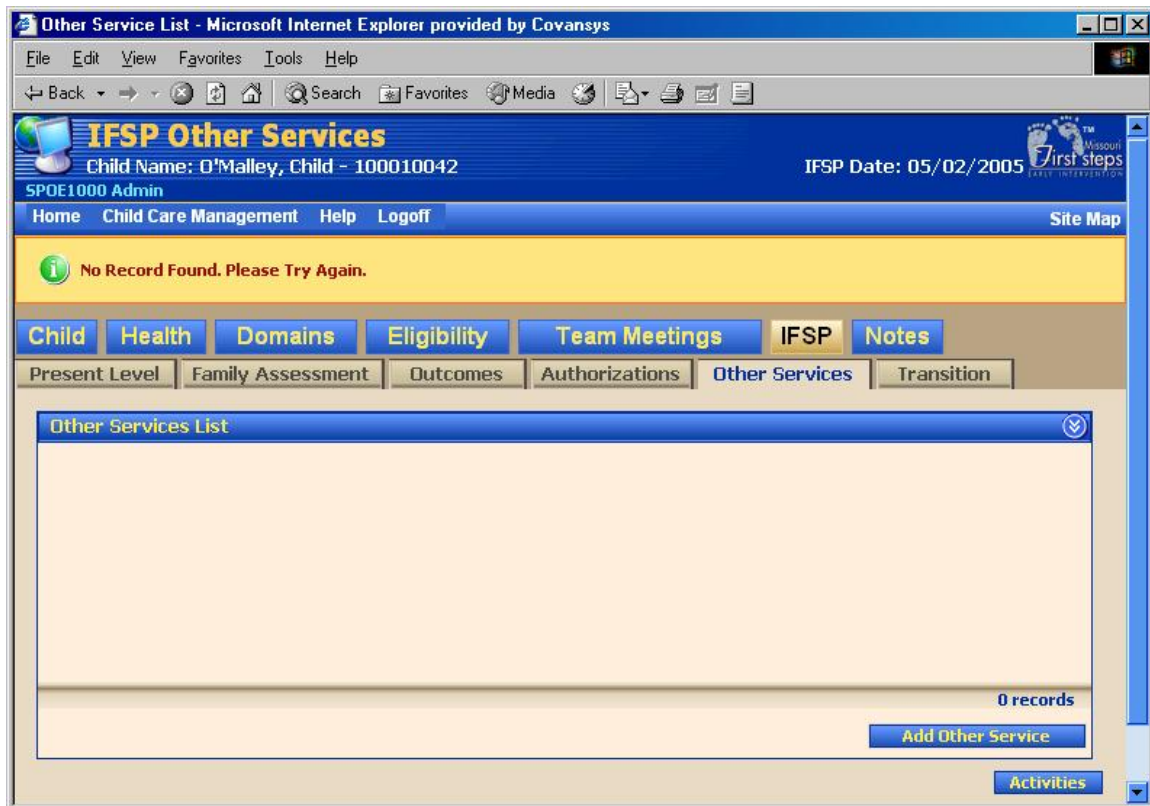 Other Service List - Microsoft Internet Explorer provided by Covansys
File Edit View Favorites Tools Help
Back Search Favorites Media
IFSP Other Services
Child Name: O'Malley, Child - 100010042
IFSP Date: 05/02/2005
TM
Missouri
First steps
EARLY INTERVENTION
SPOE1000 Admin
Home Child Care Management Help Logoff Site Map
No Record Found. Please Try Again.
Child Health Domains Eligibility Team Meetings IFSP Notes
Present Level Family Assessment Outcomes Authorizations Other Services Transition
Other Services List
0 records
Add Other Service
Activities